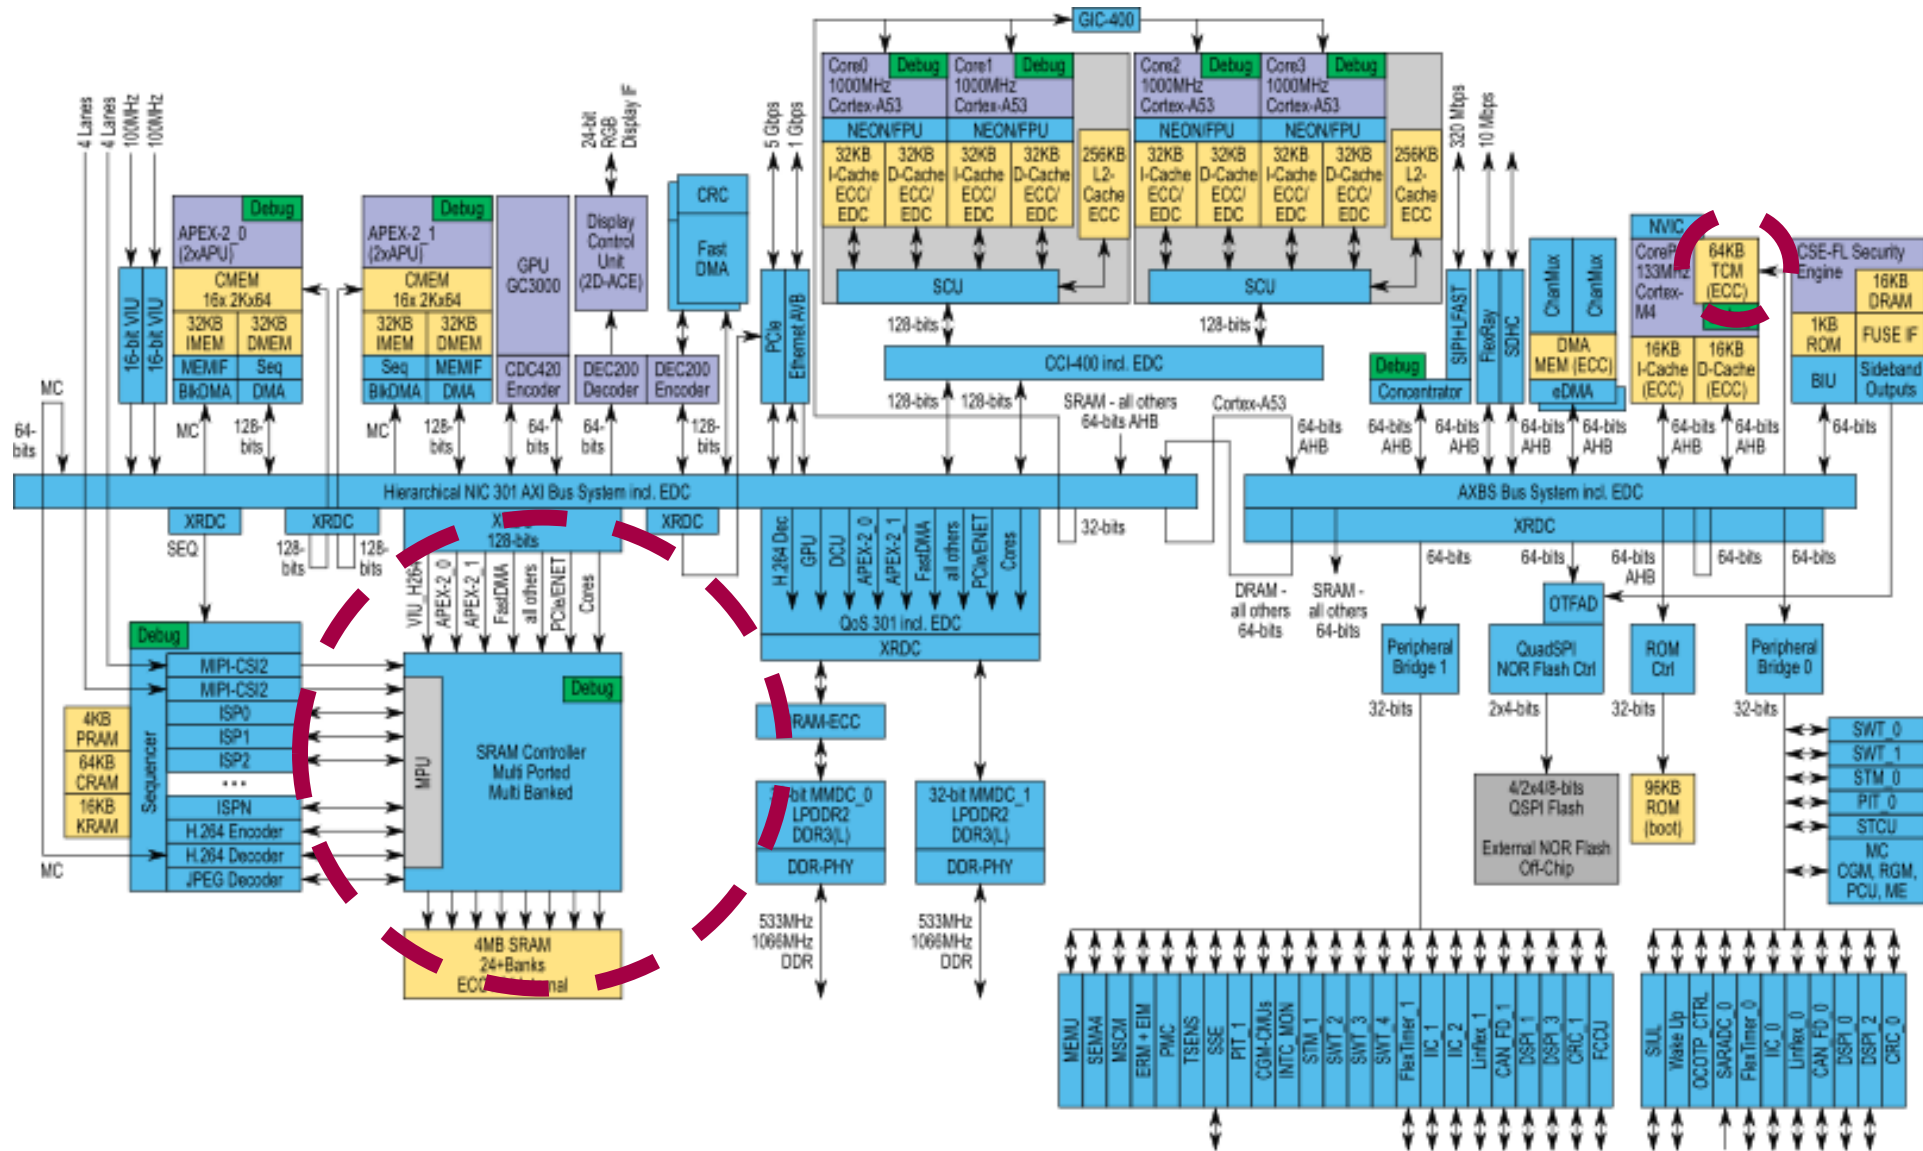 GIC-400
Core0
1000MHz
Cortex-A53
Debug
Core1
1000MHz
Cortex-A53
Debug
Core2
1000MHz
Cortex-A53
Debug
Core3
1000MHz
Cortex-A53
Debug
NEON/FPU
NEON/FPU
NEON/FPU
NEON/FPU
32KB
I-Cache
ECC/
EDC
32KB
D-Cache
ECC/
EDC
32KB
I-Cache
ECC/
EDC
32KB
D-Cache
ECC/
EDC
256KB
L2-
Cache
ECC
32KB
I-Cache
ECC/
EDC
32KB
D-Cache
ECC/
EDC
32KB
I-Cache
ECC/
EDC
32KB
D-Cache
ECC/
EDC
256KB
L2-
Cache
ECC
SCU
SCU
128-bits
128-bits
CCI-400 incl. EDC
128-bits
128-bits
SRAM - all others
64-bit AHB
Cortex-A53
4 Lanes
4 Lanes
100MHz
100MHz
16-bit VIU
16-bit VIU
Debug
APEX-2_0
(2xAPU)
CMEM
16x 2Kx64
32KB
IMEM
32KB
DMEM
MEMIF
Seq
BlkDMA
DMA
Debug
APEX-2_1
(2xAPU)
CMEM
16x 2Kx64
32KB
IMEM
32KB
DMEM
Seq
MEMIF
BlkDMA
DMA
GPU
GC3000
CDC420
Encoder
24-bit
RGB
Display IF
Display
Control
Unit
(2D-ACE)
DEC200
Decoder
DEC200
Encoder
CRC
Fast
DMA
5 Gbps
1 Gbps
PCIe
Ethernet AVB
MC
64-
bits
MC
128-
bits
MC
128-
bits
64-
bits
64-
bits
128-
bits
Hierarchical NIC 301 AXI Bus System incl. EDC
XRDC
XRDC
128-bits
XRDC
SEQ
128-
bits
128-
bits
VIU_H264
APEX-2_0
APEX-2_1
FastDMA
all others
PCIe/ENET
Cores
H.264 Dec
GPU
DCU
APEX-2_0
APEX-2_1
FastDMA
all others
PCIe/ENET
Cores
QoS 301 incl. EDC
XRDC
32-bits
Debug
Sequencer
MIPI-CSI2
MIPI-CSI2
ISP0
ISP1
ISP2
...
ISPN
H.264 Encoder
H.264 Decoder
JPEG Decoder
4KB
PRAM
64KB
CRAM
16KB
KRAM
MC
Debug
MPU
SRAM Controller
Multi Ported
Multi Banked
4MB SRAM
24+Banks
MMDC_0
LPDDR2
DDR3(L)
DDR-PHY
32-bit MMDC_1
LPDDR2
DDR3(L)
DDR-PHY
533MHz
1066MHz
DDR
533MHz
1066MHz
DDR
320 Mbps
10 Mbps
Debug
Concentrator
SIPI+LFAST
FlexRay
SDHC
ChanMux
ChanMux
DMA
MEM (ECC)
eDMA
NVIC
133MHz
Cortex-
M4
64KB
TCM
(ECC)
16KB
I-Cache
(ECC)
16KB
D-Cache
(ECC)
CSE-FL Security
Engine
16KB
DRAM
1KB
ROM
FUSE IF
BIU
Sideband
Outputs
64-bit
AHB
64-bit
AHB
64-bit
AHB
64-bit
AHB
64-bit
AHB
64-bit
AHB
64-bit
AHB
64-bits
AXBS Bus System incl. EDC
XRDC
DRAM -
all others
64-bits
SRAM -
all others
64-bits
64-bits
64-bits
64-bits
AHB
64-bits
64-bits
OTFAD
Peripheral
Bridge 1
QuadSPI
NOR Flash Ctrl
ROM
Ctrl
Peripheral
Bridge 0
32-bits
2x4-bits
32-bits
32-bits
4/2x4/8-bits
QSPI Flash
External NOR Flash
Off-Chip
96KB
ROM
(boot)
SWT_0
SWT_1
STM_0
PIT_0
STCU
MC
CGM, RGM,
PCU, ME
MEMU
SEMA4
MSCM
ERM + EIM
PMC
TSENS
SSE
PIT_1
CGM-CMUs
INTC_MON
STM_1
SWT_2
SWT_3
SWT_4
FlexTimer_1
IIC_1
IIC_2
Linflex_1
CAN_FD_1
DSPI_1
DSPI_3
CRC_1
FCCU
SIUL
Wake Up
OCOTP_CTRL
SARADC_0
FlexTimer_0
IIC_0
Linflex_0
CAN_FD_0
DSPI_0
DSPI_2
CRC_0